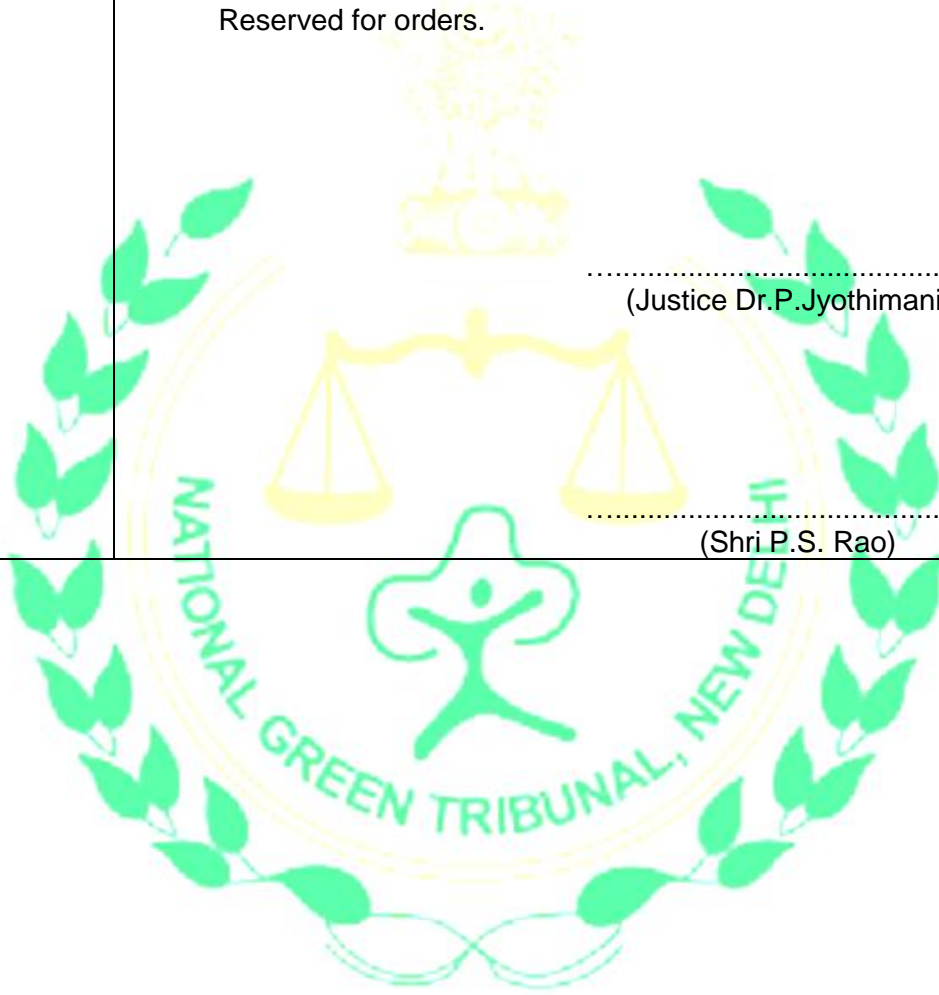 Reserved for orders.
….........................................
(Justice Dr.P.Jyothimani
….........................................
(Shri P.S. Rao)
NATIONAL GREEN TRIBUNAL, NEW DELHI